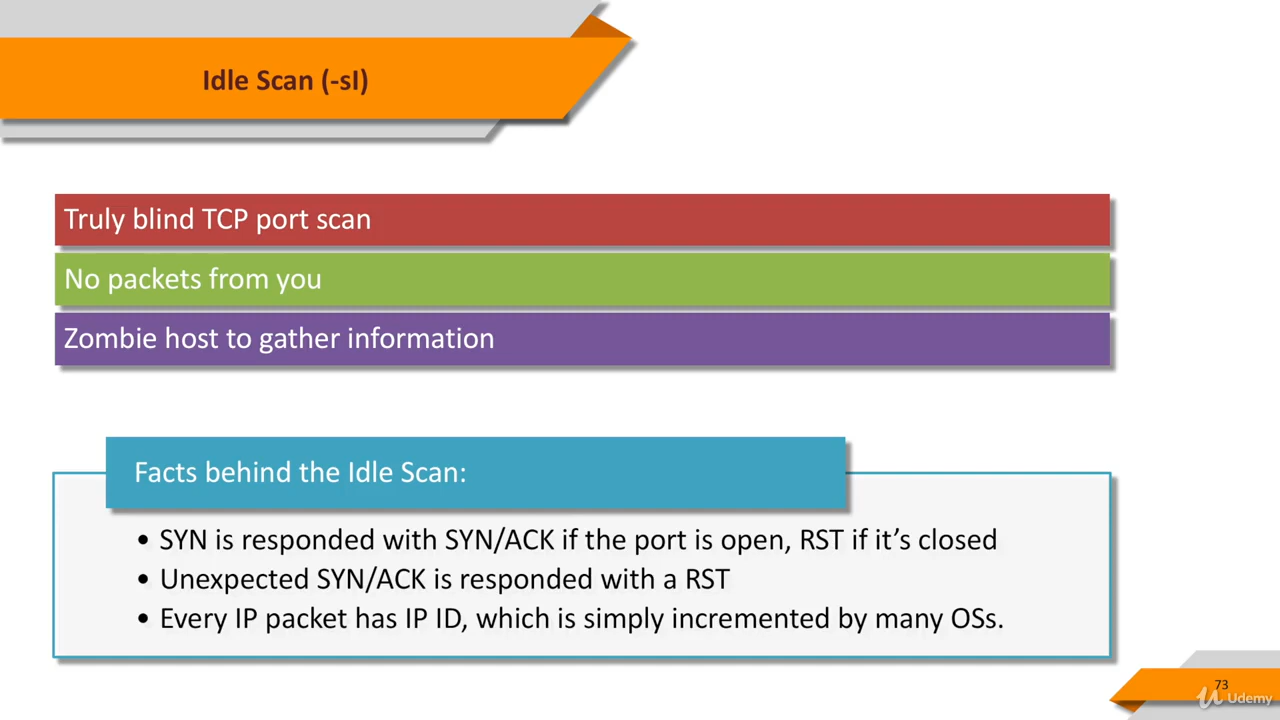 Idle Scan (-sI)
Truly blind TCP port scan
No packets from you
Zombie host to gather information
Facts behind the Idle Scan:
• SYN is responded with SYN/ACK if the port is open, RST if it’s closed
• Unexpected SYN/ACK is responded with a RST
• Every IP packet has IP ID, which is simply incremented by many OSs.
73
Udemy